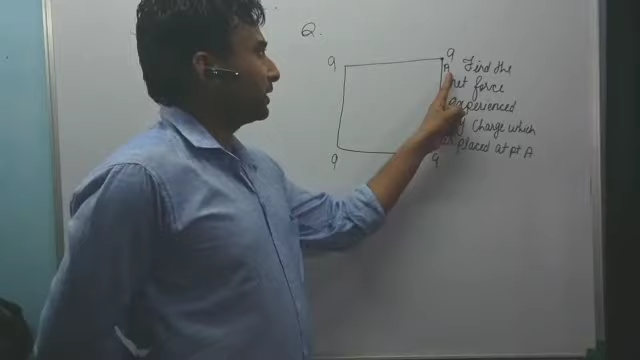 Q.
q
q
A Find the
net force
experienced
by Charge which
is placed at pt. A
q
q